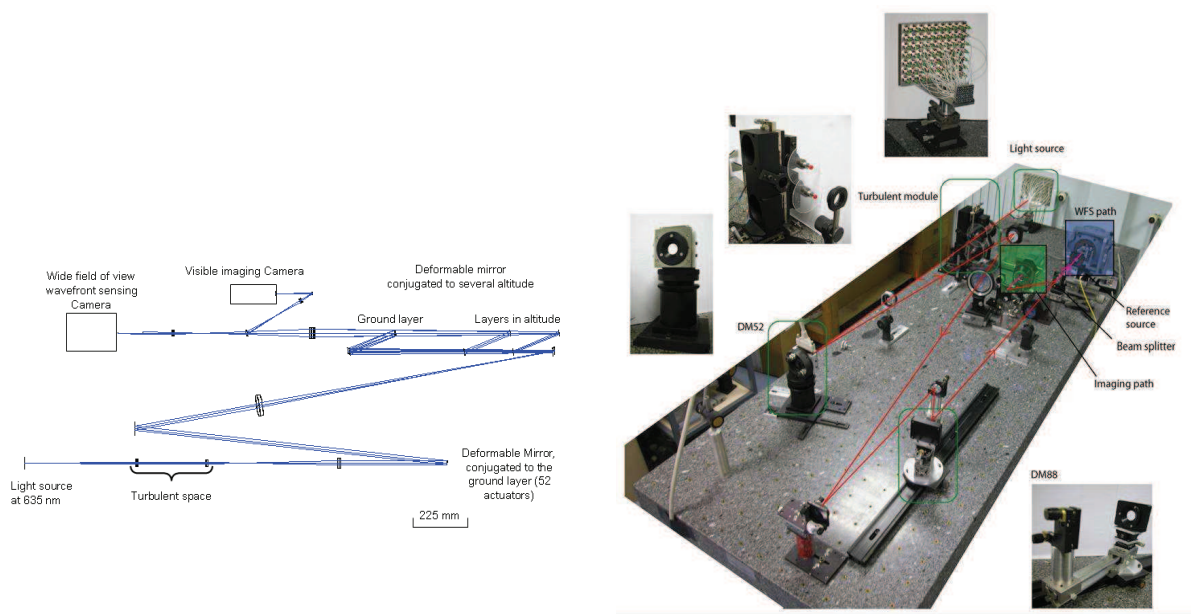 Wide field of view
wavefront sensing
Camera
Visible imaging Camera
Deformable mirror
conjugated to several altitude
Ground layer
Layers in altitude
Light source
at 635 nm
Turbulent space
Deformable Mirror,
conjugated to the
ground layer (52
actuators)
225 mm
Light source
Turbulent module
WFS path
DM52
Reference
source
Beam splitter
Imaging path
DM88